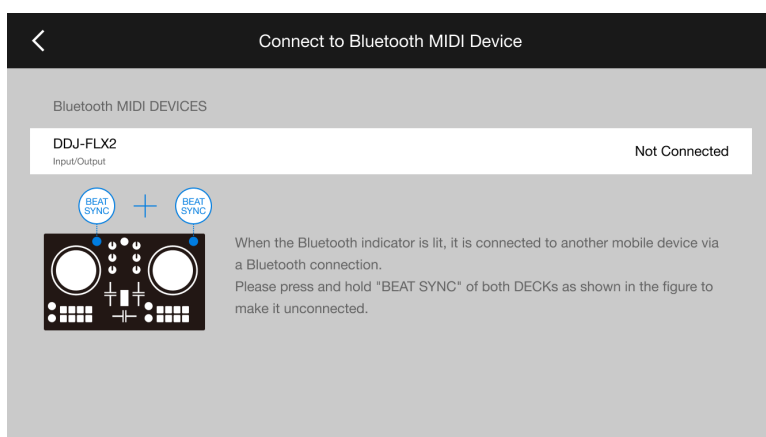 Connect to Bluetooth MIDI Device
Bluetooth MIDI DEVICES
DDJ-FLX2
Input/Output
Not Connected
BEAT
SYNC
BEAT
SYNC
When the Bluetooth indicator is lit, it is connected to another mobile device via
a Bluetooth connection.
Please press and hold "BEAT SYNC" of both DECKs as shown in the figure to
make it unconnected.